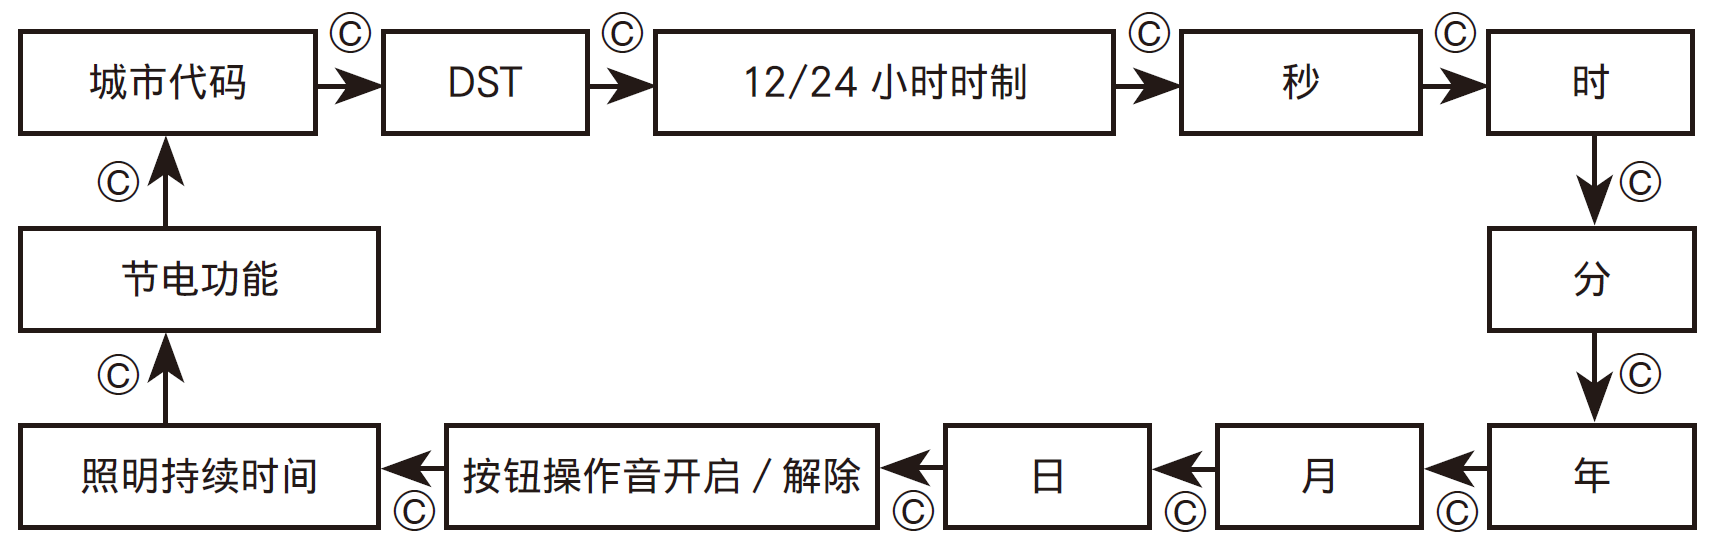 城市代码 Ⓒ DST Ⓒ 12/24 小时时制 Ⓒ 秒 Ⓒ 时
Ⓒ Ⓒ
节电功能 分
Ⓒ Ⓒ
照明持续时间 Ⓒ 按钮操作音开启 / 解除 Ⓒ 日 Ⓒ 月 Ⓒ 年